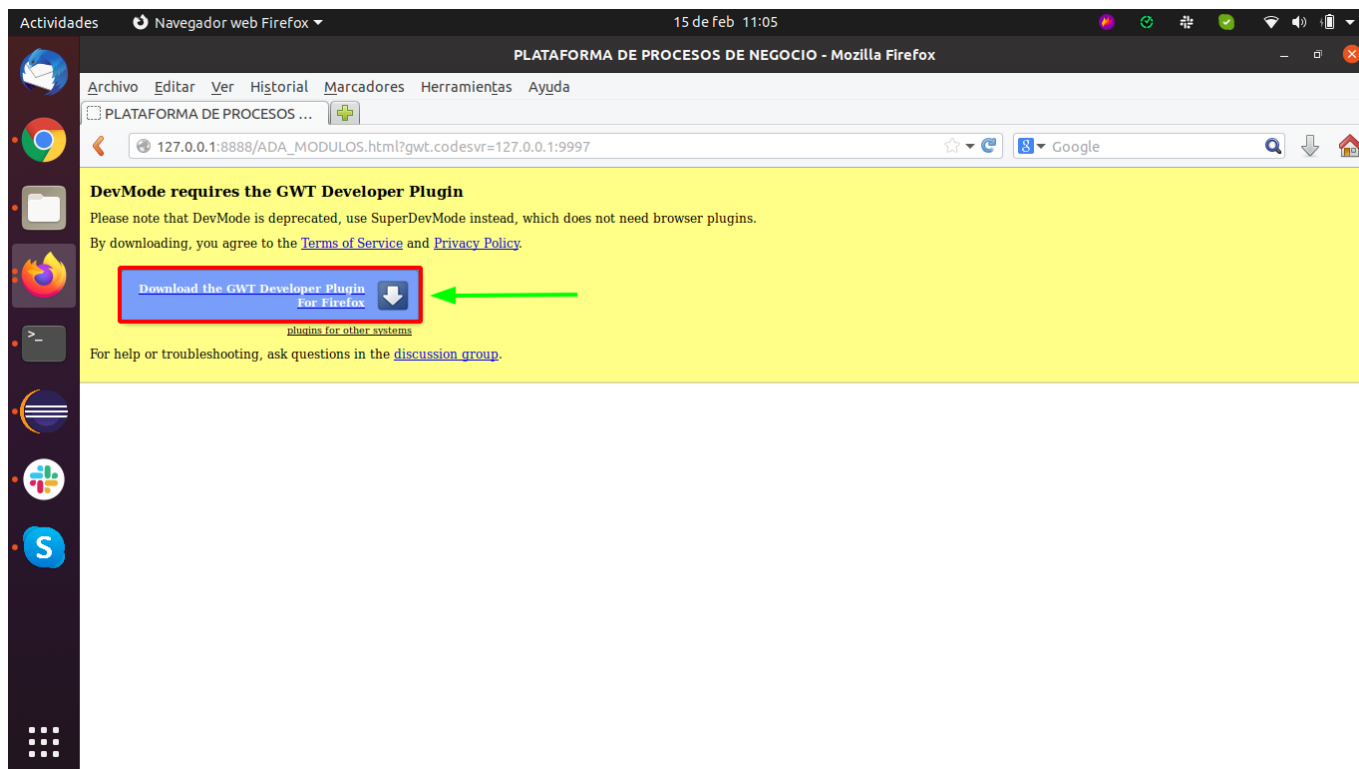 Actividades Navegador web Firefox 15 de feb 11:05
PLATAFORMA DE PROCESOS DE NEGOCIO - Mozilla Firefox
Archivo Editar Ver Historial Marcadores Herramientas Ayuda
PLATAFORMA DE PROCESOS ...
127.0.0.1:8888/ADA_MODULOS.html?gwt.codesvr=127.0.0.1:9997 8 Google
DevMode requires the GWT Developer Plugin
Please note that DevMode is deprecated, use SuperDevMode instead, which does not need browser plugins.
By downloading, you agree to the Terms of Service and Privacy Policy.
Download the GWT Developer Plugin
For Firefox
plugins for other systems
For help or troubleshooting, ask questions in the discussion group.
>_
S